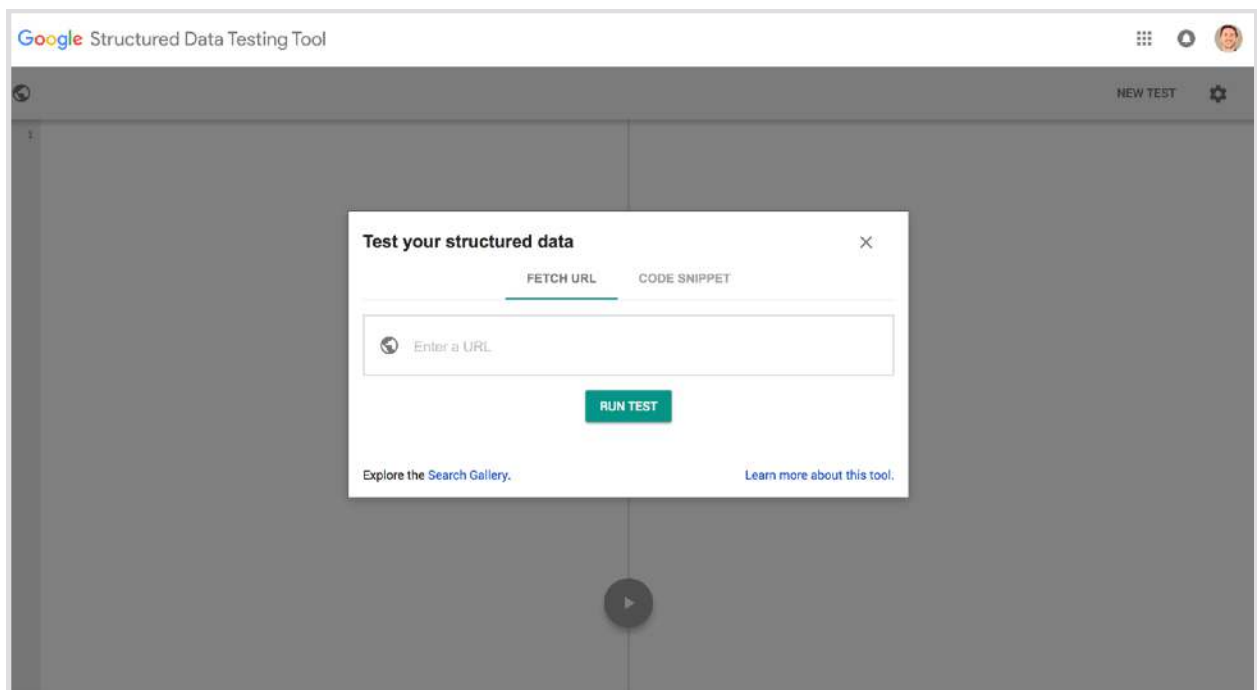 Google Structured Data Testing Tool
NEW TEST
1
Test your structured data
FETCH URL CODE SNIPPET
Enter a URL
RUN TEST
Explore the Search Gallery. Learn more about this tool.